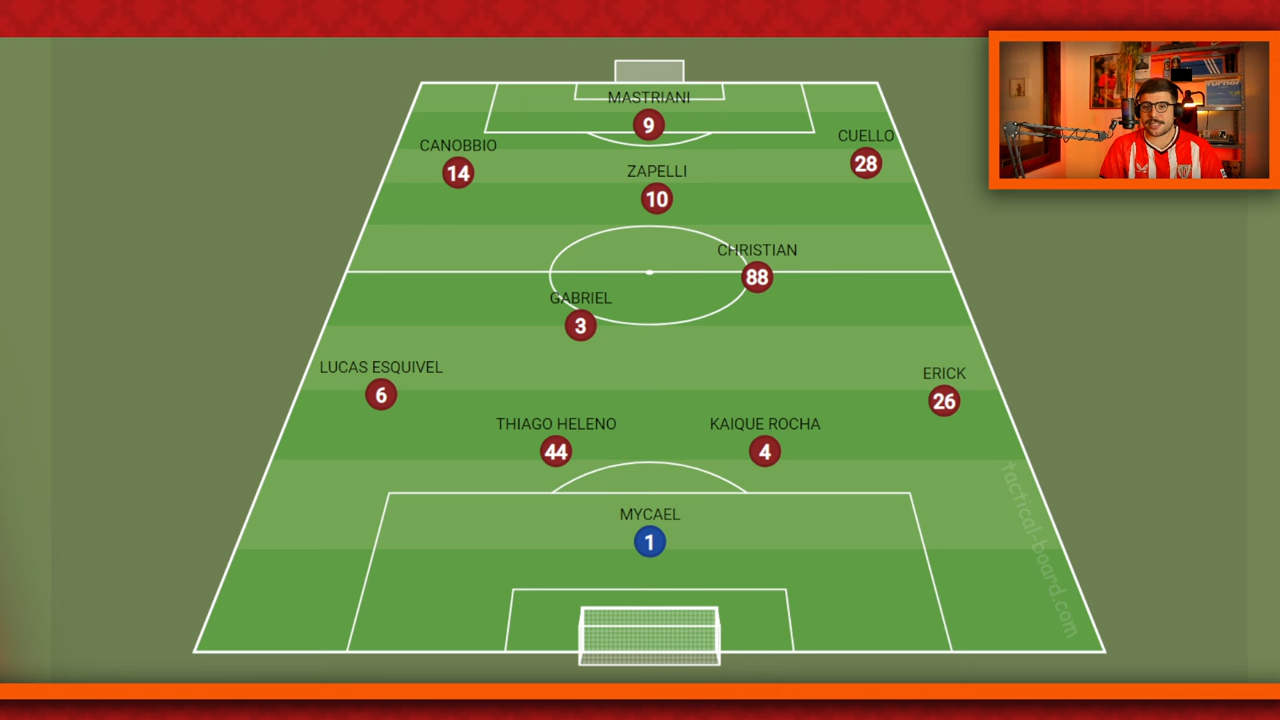 MASTRIANI
9
CANOBBIO
14
CUELLO
28
ZAPELLI
10
CHRISTIAN
88
GABRIEL
3
LUCAS ESQUIVEL
6
ERICK
26
THIAGO HELENO
44
KAIQUE ROCHA
4
MYCAEL
1
tactical-board.com